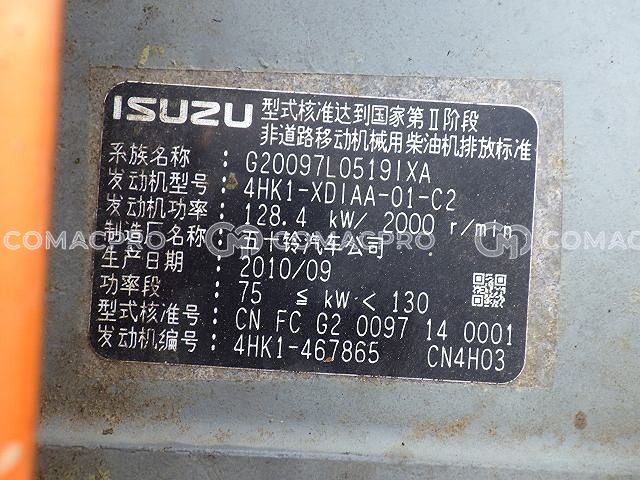 ISUZU 型式核准达到国家第Ⅱ阶段
非道路移动机械用柴油机排放标准
系族名称 : G20097L0519IXA
发动机型号 : 4HK1-XDIAA-01-C2
发动机功率 : 128.4 kW/ 2000 r/min
制造厂名称 : 五十铃汽车公司
生产日期 : 2010/09
功率段 : 75 ≦ kW < 130
型式核准号 : CN FC G2 0097 14 0001
发动机编号 : 4HK1-467865 CN4H03
COMACPRO COMACPRO COMACPRO